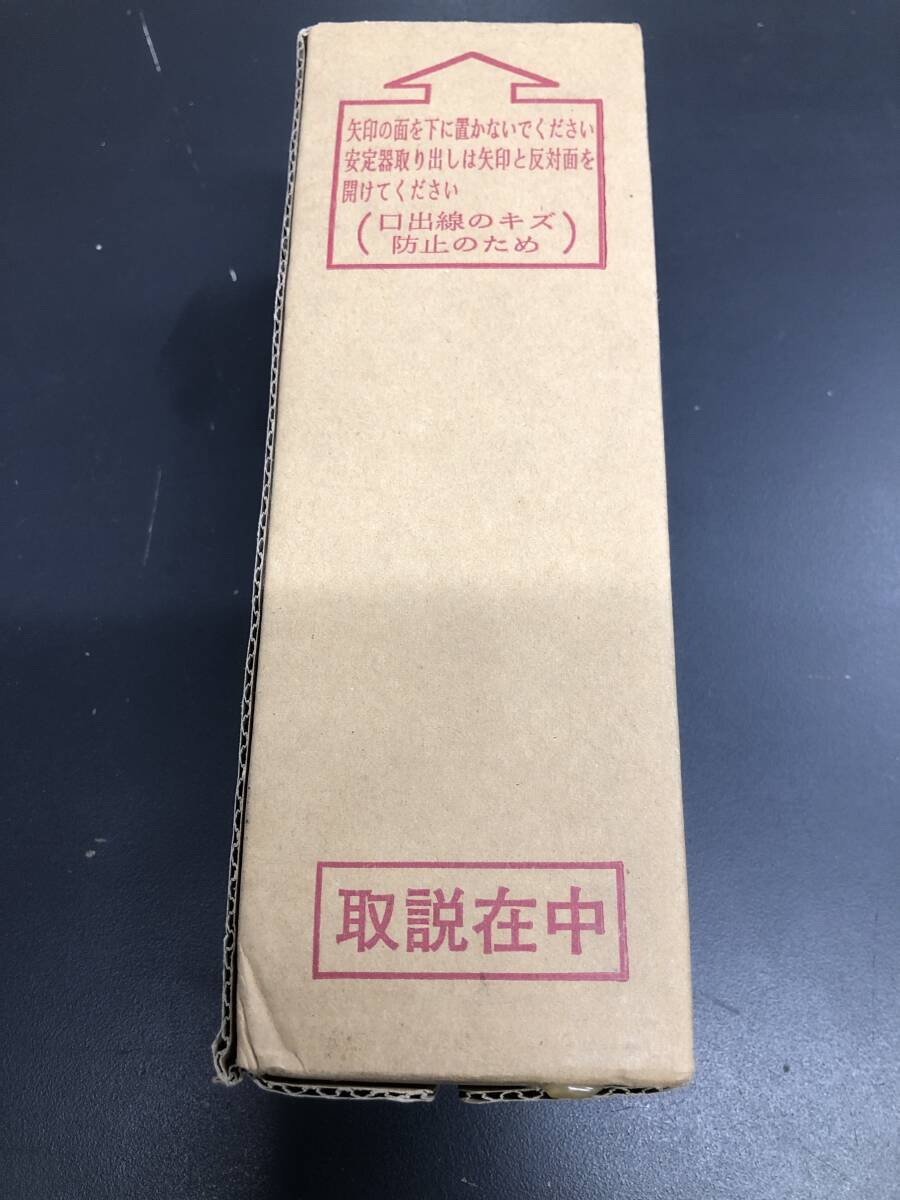 矢印の面を下に置かないでください
安定器取り出しは矢印と反対面を
開けてください
(口出線のキズ
防止のため)
取説在中